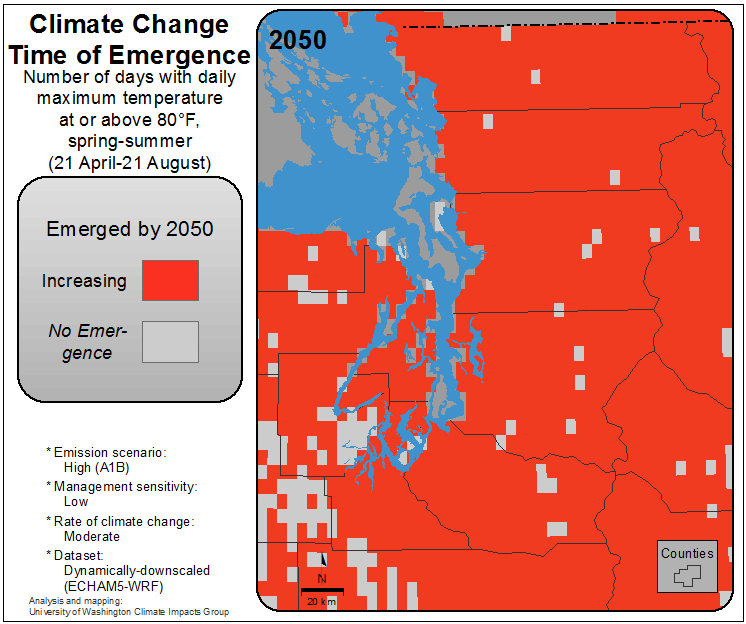 Climate Change
Time of Emergence
Number of days with daily
maximum temperature
at or above 80°F,
spring-summer
(21 April-21 August)
Emerged by 2050
Increasing
No Emer-
gence
* Emission scenario:
High (A1B)
* Management sensitivity:
Low
* Rate of climate change:
Moderate
* Dataset:
Dynamically-downscaled
(ECHAM5-WRF)
Analysis and mapping:
University of Washington Climate Impacts Group
2050
N
20 km
Counties